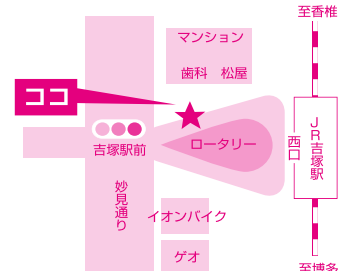 至香椎
マンション
歯科 松屋
ココ
吉塚駅前
ロータリー
西口
JR吉塚駅
妙見通り
イオンバイク
ゲオ
至博多